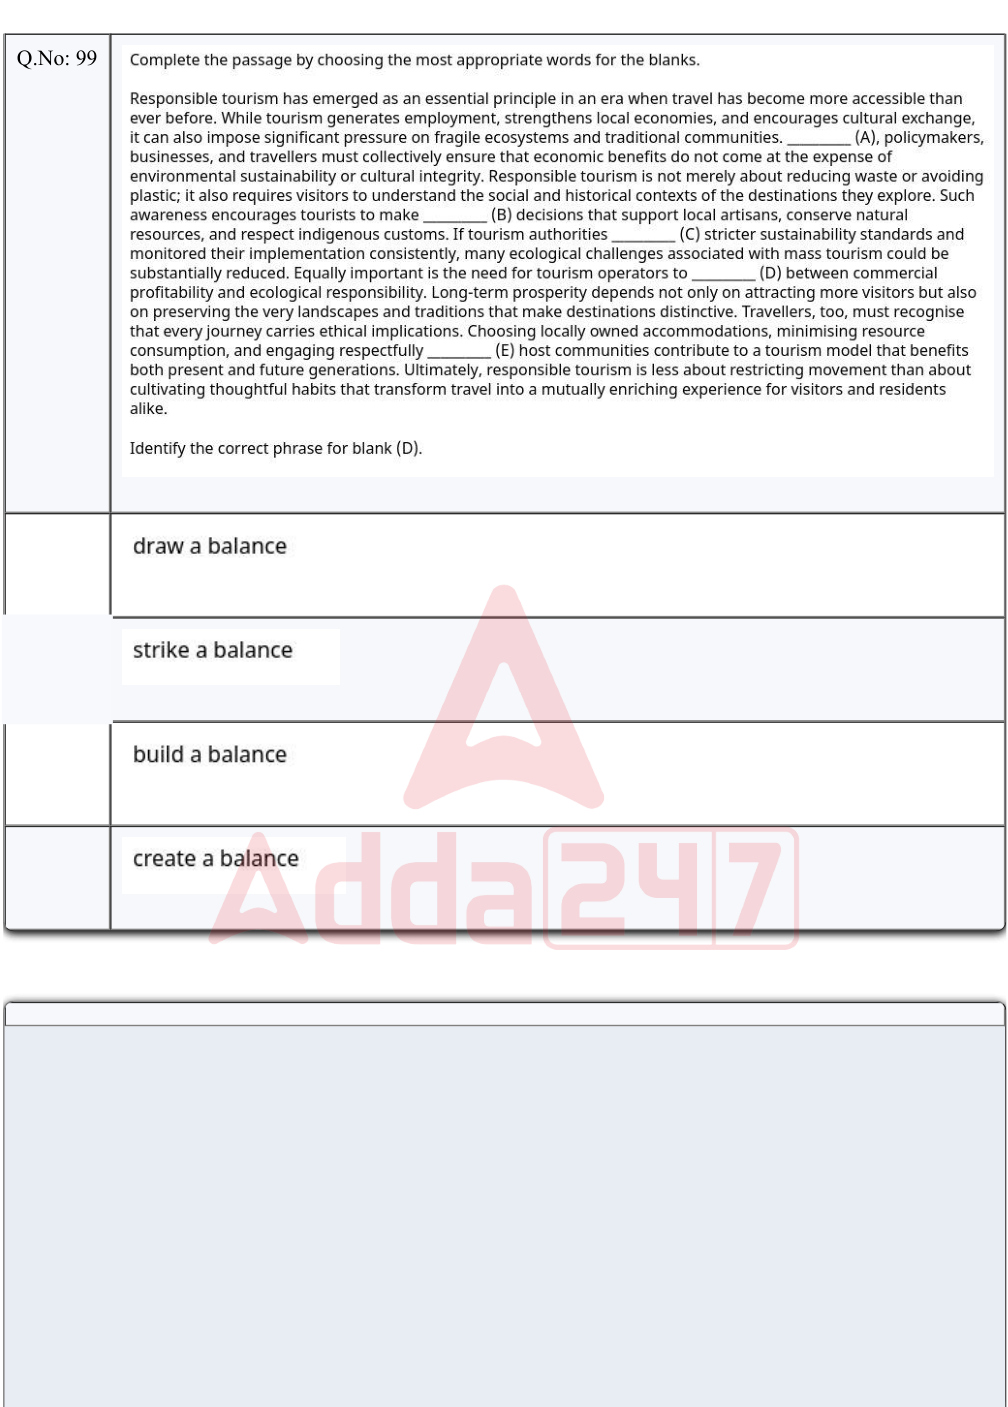 Q.No: 99
Complete the passage by choosing the most appropriate words for the blanks.
Responsible tourism has emerged as an essential principle in an era when travel has become more accessible than
ever before. While tourism generates employment, strengthens local economies, and encourages cultural exchange,
it can also impose significant pressure on fragile ecosystems and traditional communities. ________ (A), policymakers,
businesses, and travellers must collectively ensure that economic benefits do not come at the expense of
environmental sustainability or cultural integrity. Responsible tourism is not merely about reducing waste or avoiding
plastic; it also requires visitors to understand the social and historical contexts of the destinations they explore. Such
awareness encourages tourists to make ________ (B) decisions that support local artisans, conserve natural
resources, and respect indigenous customs. If tourism authorities ________ (C) stricter sustainability standards and
monitored their implementation consistently, many ecological challenges associated with mass tourism could be
substantially reduced. Equally important is the need for tourism operators to ________ (D) between commercial
profitability and ecological responsibility. Long-term prosperity depends not only on attracting more visitors but also
on preserving the very landscapes and traditions that make destinations distinctive. Travellers, too, must recognise
that every journey carries ethical implications. Choosing locally owned accommodations, minimising resource
consumption, and engaging respectfully ________ (E) host communities contribute to a tourism model that benefits
both present and future generations. Ultimately, responsible tourism is less about restricting movement than about
cultivating thoughtful habits that transform travel into a mutually enriching experience for visitors and residents
alike.
Identify the correct phrase for blank (D).
draw a balance
strike a balance
build a balance
create a balance
Adda247